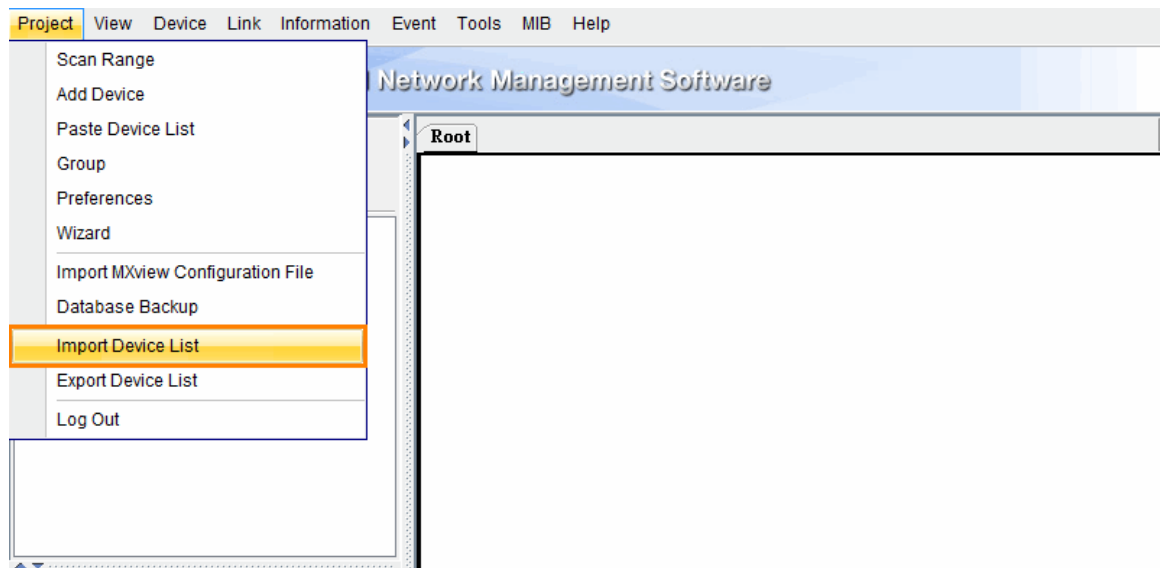 Project View Device Link Information Event Tools MIB Help
Scan Range
Network Management Software
Add Device
Paste Device List
Root
Group
Preferences
Wizard
Import MXview Configuration File
Database Backup
Import Device List
Export Device List
Log Out